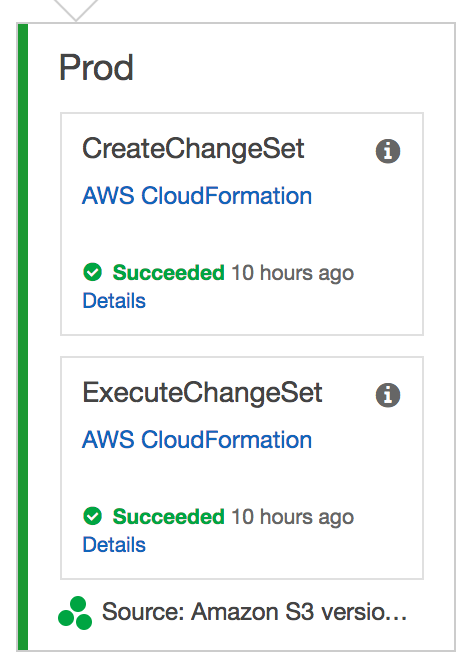 Prod
CreateChangeSet
AWS CloudFormation
Succeeded 10 hours ago
Details
ExecuteChangeSet
AWS CloudFormation
Succeeded 10 hours ago
Details
Source: Amazon S3 versio...